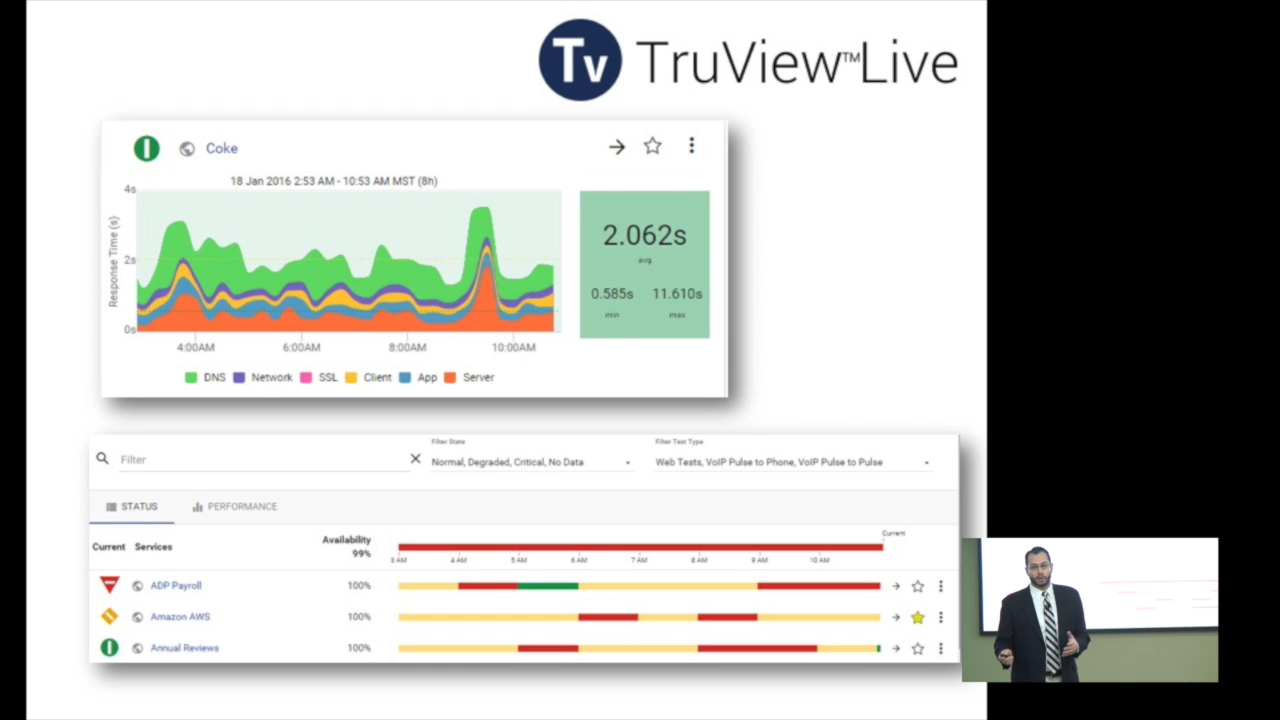 Tv TruView™Live
Coke
18 Jan 2016 2:53 AM - 10:53 AM MST (8h)
4s
2s
0s
Response Time (s)
4:00AM 6:00AM 8:00AM 10:00AM
DNS Network SSL Client App Server
2.062s
avg
0.585s 11.610s
min max
Filter
Filter State
Normal, Degraded, Critical, No Data
Filter Test Type
Web Tests, VoIP Pulse to Phone, VoIP Pulse to Pulse
STATUS PERFORMANCE
Current Services Availability
99%
Current
3 AM 4 AM 5 AM 6 AM 7 AM 8 AM 9 AM 10 AM
ADP Payroll 100%
Amazon AWS 100%
Annual Reviews 100%